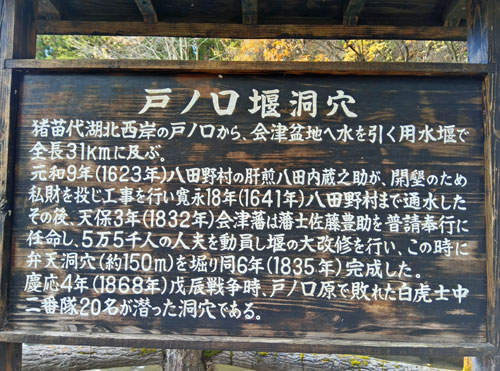 戸ノ口堰洞穴
猪苗代湖北西岸の戸ノ口から、会津盆地へ水を引く用水堰で
全長31Kmに及ぶ。
元和9年(1623年)八田野村の肝煎八田内蔵之助が、開墾のため
私財を投じ工事を行い寛永18年(1641年)八田野村まで通水した
その後、天保3年(1832年)会津藩は藩士佐藤豊助を普請奉行に
任命し、5万5千人の人夫を動員し堰の大改修を行い、この時に
弁天洞穴(約150m)を堀り同6年(1835年)完成した。
慶応4年(1868年)戊辰戦争時、戸ノ口原で敗れた白虎士中
二番隊20名が潜った洞穴である。